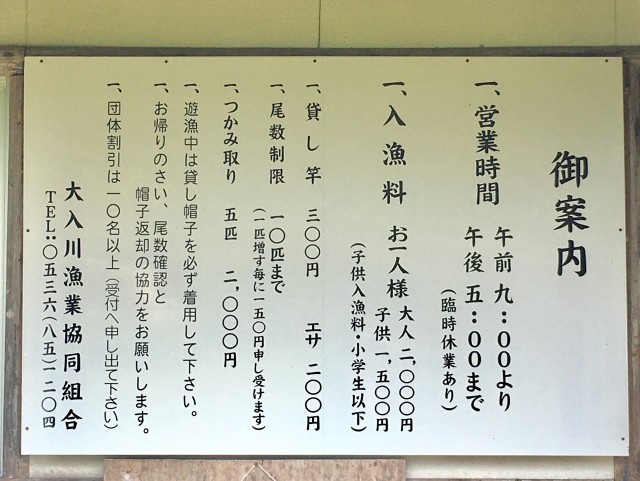 御案内
一、営業時間 午前 九:〇〇より
午後 五:〇〇まで
(臨時休業あり)
一、入漁料 お一人様 大人 二、〇〇〇円
子供 一、五〇〇円
(子供入漁料・小学生以下)
一、貸し竿 三〇〇円 エサ 二〇〇円
一、尾数制限 一〇匹まで
(一匹増す毎に一五〇円申し受けます)
一、つかみ取り 五匹 二、〇〇〇円
一、遊漁中は貸し帽子を必ず着用して下さい。
一、お帰りのさい、尾数確認と
帽子返却の協力をお願いします。
一、団体割引は一〇名以上(受付へ申し出て下さい)
大入川漁業協同組合
TEL:〇五三六(八五)一二〇四